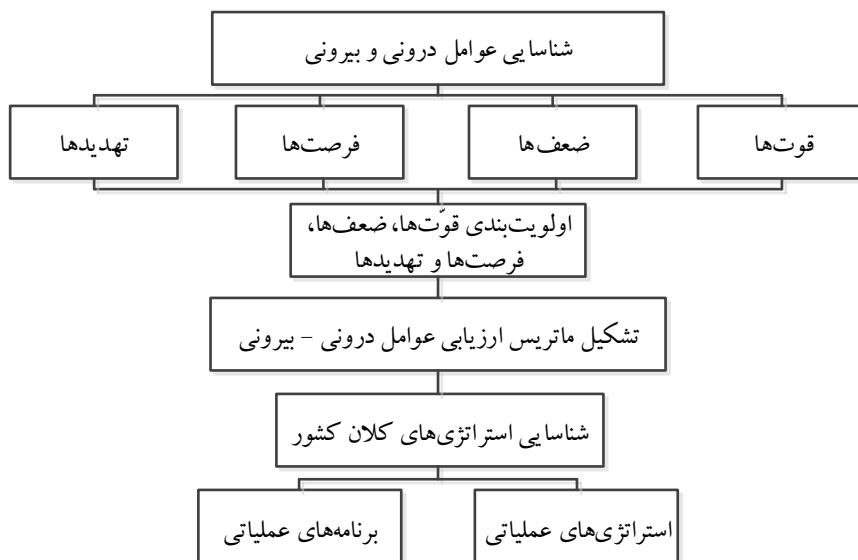 شناسایی عوامل درونی و بیرونی
قوت‌ها
ضعف‌ها
فرصت‌ها
تهدیدها
اولویت‌بندی قوّت‌ها، ضعف‌ها،
فرصت‌ها و تهدیدها
تشکیل ماتریس ارزیابی عوامل درونی – بیرونی
شناسایی استراتژی‌های کلان کشور
استراتژی‌های عملیاتی
برنامه‌های عملیاتی